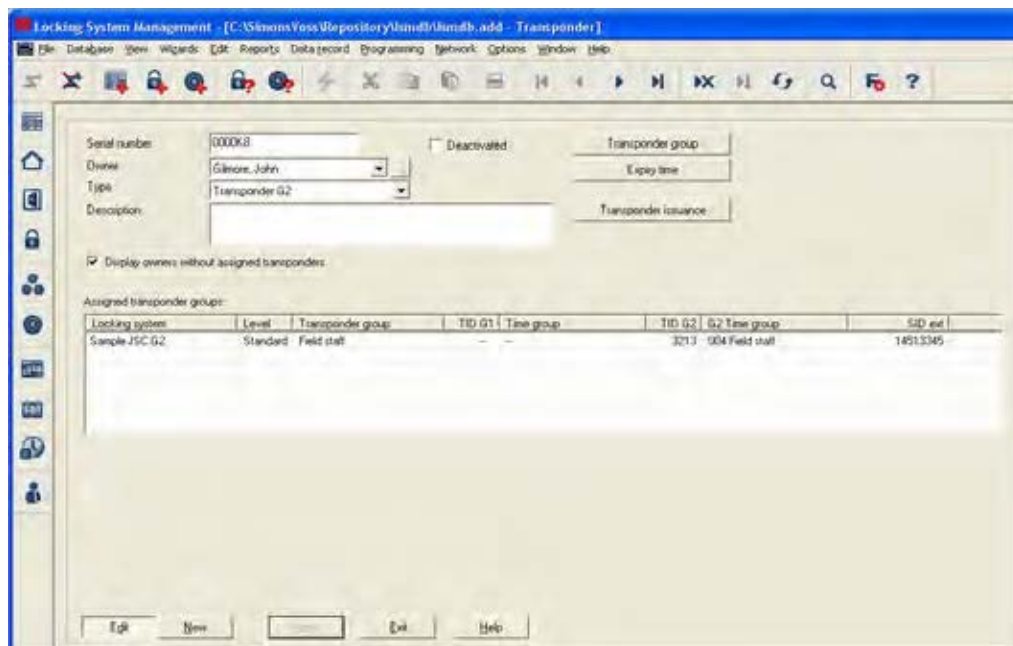 Locking System Management - [C:\SimonsVoss\Repository\lsmdb\lsmdb.add - Transponder]
File Database View Wizards Edit Reports Data record Programming Network Options Window Help
Serial number 0000K8 Deactivated Transponder group
Owner Gilmore, John Expiry time
Type Transponder G2
Description Transponder issuance
Display owners without assigned transponders
Assigned transponder groups:
Locking system Level Transponder group TID G1 Time group TID G2 G2 Time group SID ext
Sample JSC G2 Standard Field staff -- -- 3213 004 Field staff 14513345
Edit New Exit Help